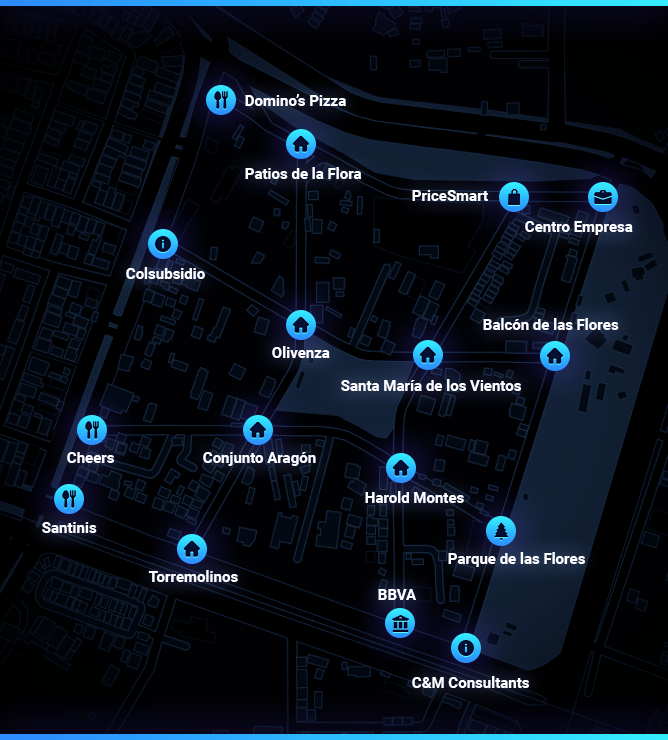 Domino's Pizza
Patios de la Flora
PriceSmart
Centro Empresa
Colsubsidio
Balcón de las Flores
Olivenza
Santa María de los Vientos
Cheers
Conjunto Aragón
Harold Montes
Santinis
Parque de las Flores
Torremolinos
BBVA
C&M Consultants